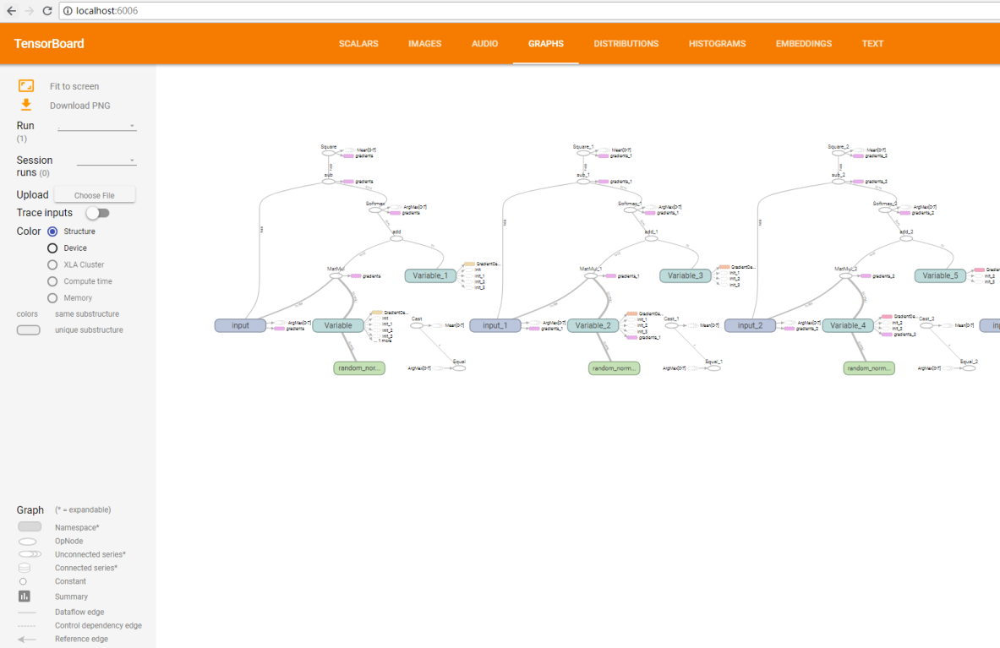 localhost:6006
TensorBoard
SCALARS IMAGES AUDIO GRAPHS DISTRIBUTIONS HISTOGRAMS EMBEDDINGS TEXT
Fit to screen
Download PNG
Run
(1)
Session
runs (0)
Upload Choose File
Trace inputs
Color Structure
Device
XLA Cluster
Compute time
Memory
colors same substructure
unique substructure
Graph (* = expandable)
Namespace*
OpNode
Unconnected series*
Connected series*
Constant
Summary
Dataflow edge
Control dependency edge
Reference edge
Square
Mean[0-7]
gradients
sub
gradients
Softmax
ArgMax[0-7]
gradients
add
MatMul
gradients
Variable_1
GradientDe...
init
init_1
init_2
init_3
input
ArgMax[0-7]
gradients
Variable
GradientDe...
init
init_1
init_2
init_3
... 1 more
Cast
Mean[0-7]
random_nor...
ArgMax[0-7]
Equal
Square_1
Mean[0-7]
gradients_1
sub_1
gradients_1
Softmax_1
ArgMax[0-7]
gradients_1
add_1
MatMul_1
gradients_1
Variable_3
GradientDe...
init_1
init_2
init_3
input_1
ArgMax[0-7]
gradients_1
Variable_2
GradientDe...
init_1
init_2
init_3
gradients_1
Cast_1
Mean[0-7]
random_norm...
ArgMax[0-7]
Equal_1
Square_2
Mean[0-7]
sub_2
gradients_2
Softmax_2
ArgMax[0-7]
gradients_2
add_2
MatMul_2
gradients_2
Variable_5
init_2
init_3
input_2
ArgMax[0-7]
gradients_2
Variable_4
GradientDe...
init_2
init_3
gradients_2
Cast_2
Mean[0-7]
random_norm...
ArgMax[0-7]
Equal_2